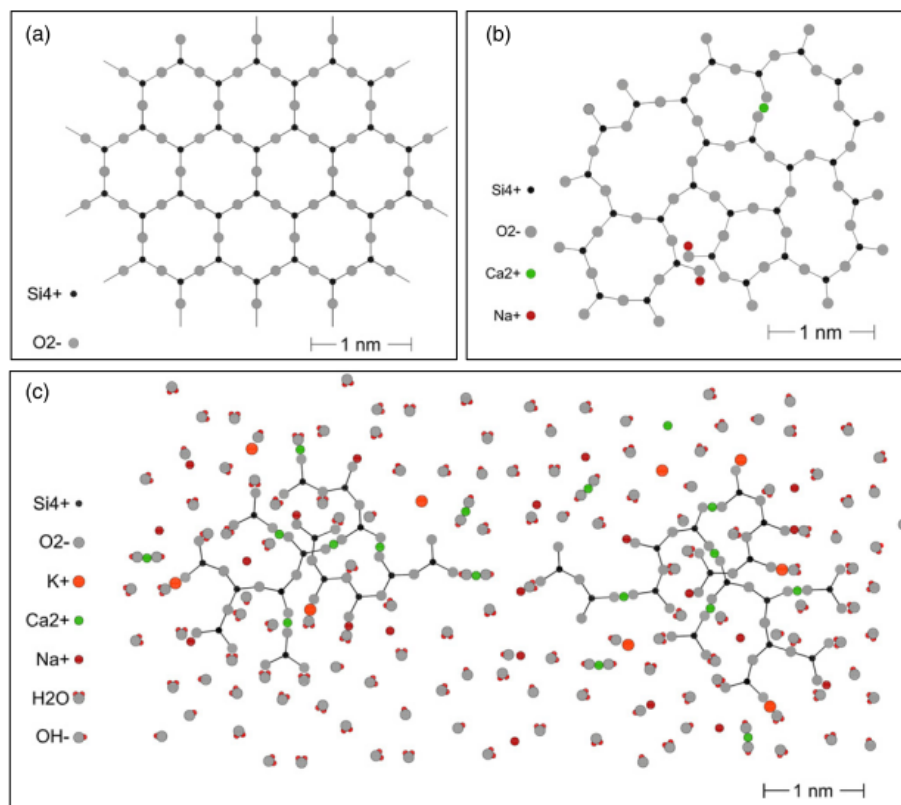 (a)
Si4+
O2-
1 nm
(b)
Si4+
O2-
Ca2+
Na+
1 nm
(c)
Si4+
O2-
K+
Ca2+
Na+
H2O
OH-
1 nm